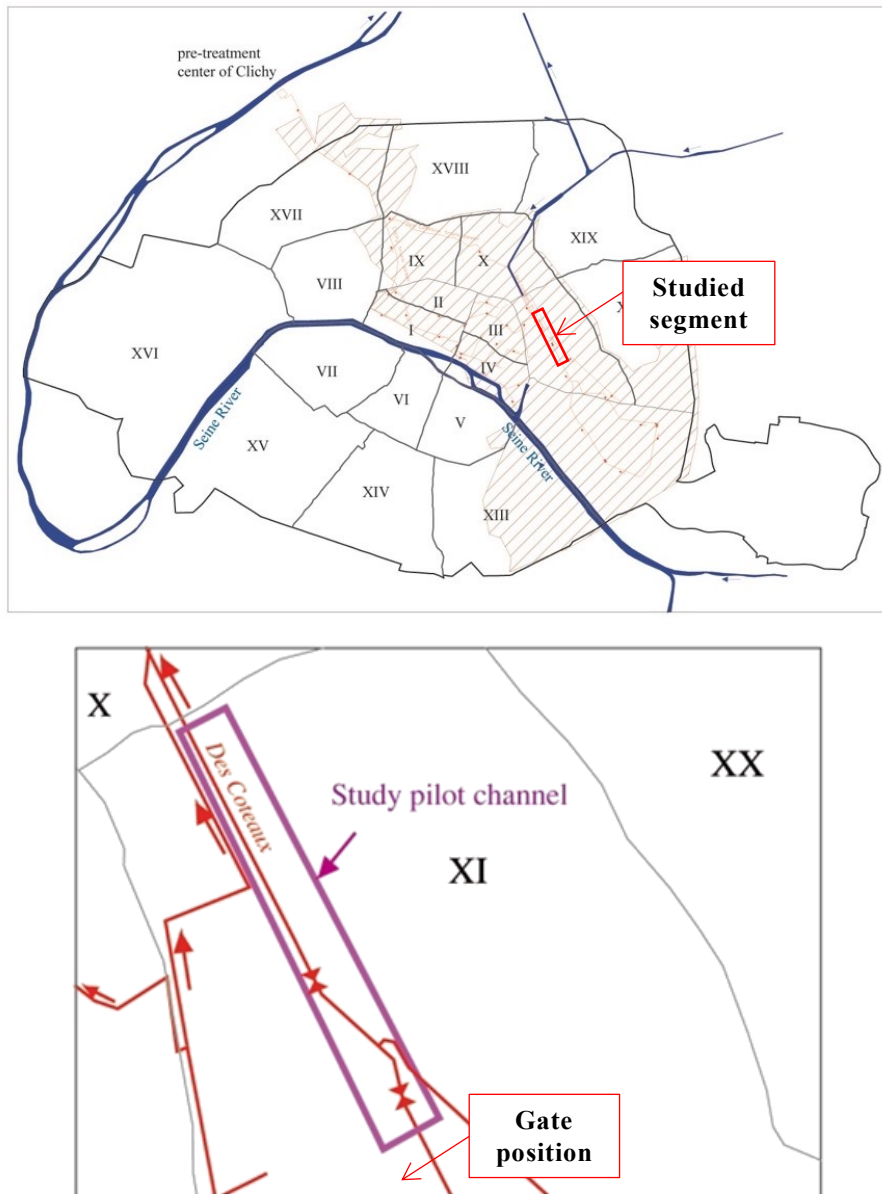 pre-treatment
center of Clichy
XVIII
XVII
XIX
IX
X
VIII
II
Studied
segment
X
III
I
XVI
IV
VII
VI
V
Seine River
Seine River
XV
XIV
XIII
X
XX
Des Coteaux
Study pilot channel
XI
Gate
position